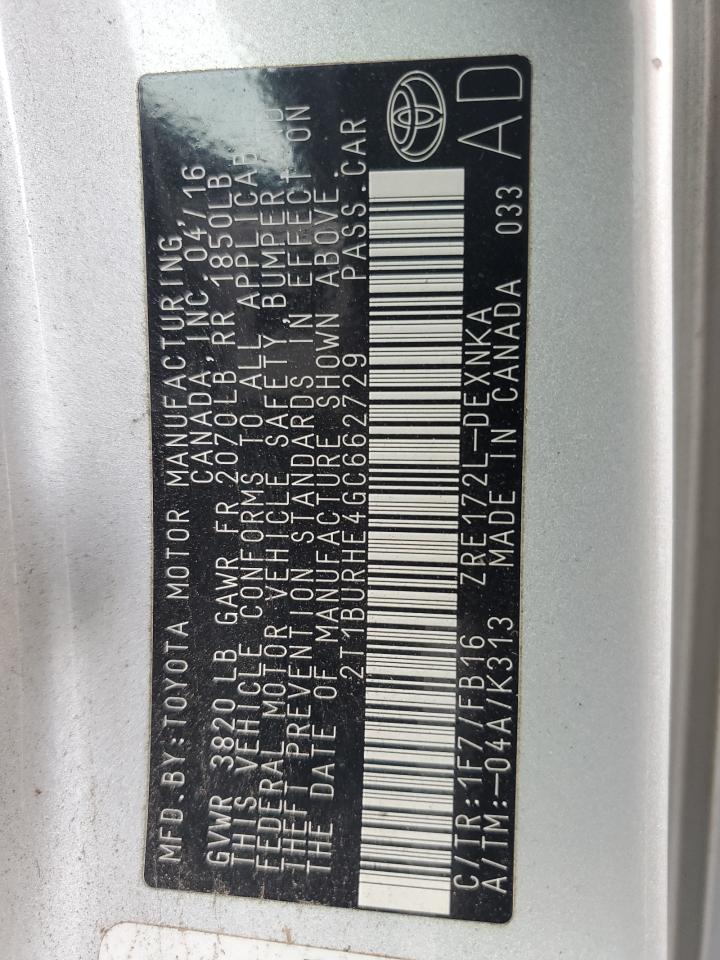 MFD.BY:TOYOTA MOTOR MANUFACTURING,
CANADA, INC. 04/16
GVWR 3820 LB GAWR FR 2070LB RR 1850LB
THIS VEHICLE CONFORMS TO ALL APPLICAB
FEDERAL MOTOR VEHICLE SAFETY, BUMPER,
THEFT PREVENTION STANDARDS IN EFFECT ON
THE DATE OF MANUFACTURE SHOWN ABOVE.
2T1BURHE4GC662729 PASS.CAR
C/TR:1F7/FB16 ZRE172L-DEXNKA
A/TM:-04A/K313 MADE IN CANADA 033 AD